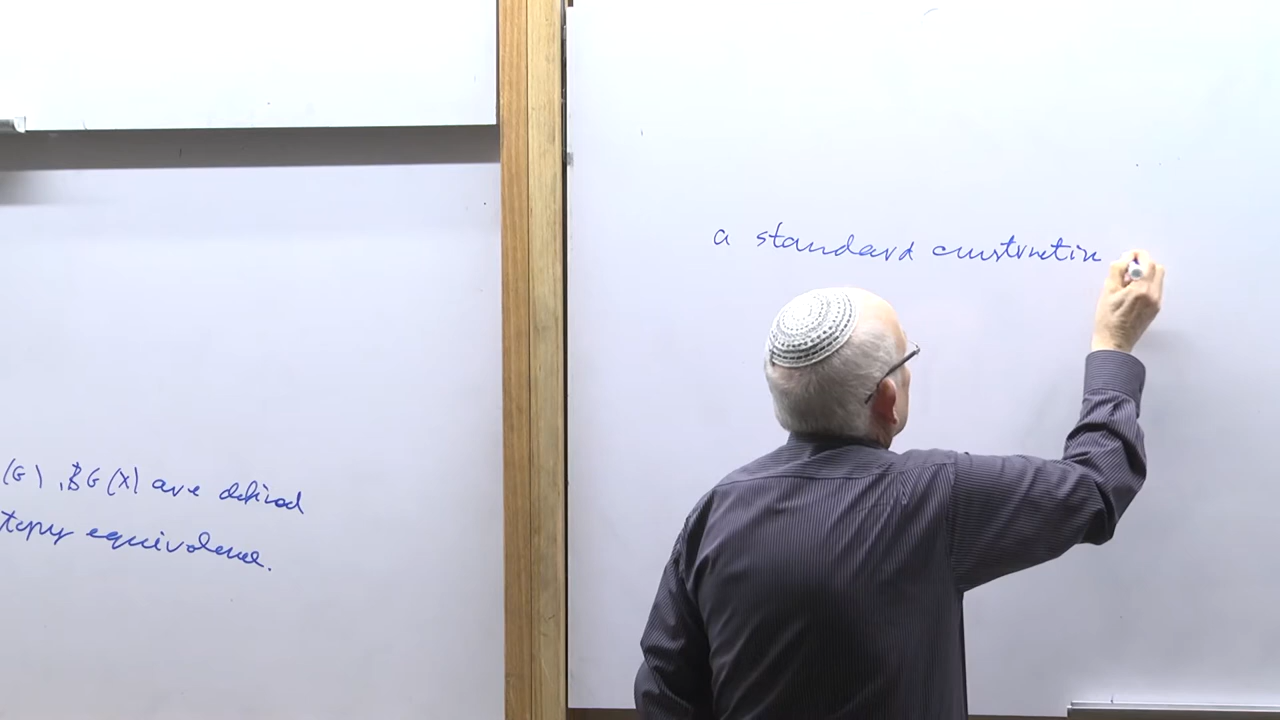 (G), BG(X) are defined
topy equivalence.
a standard construction